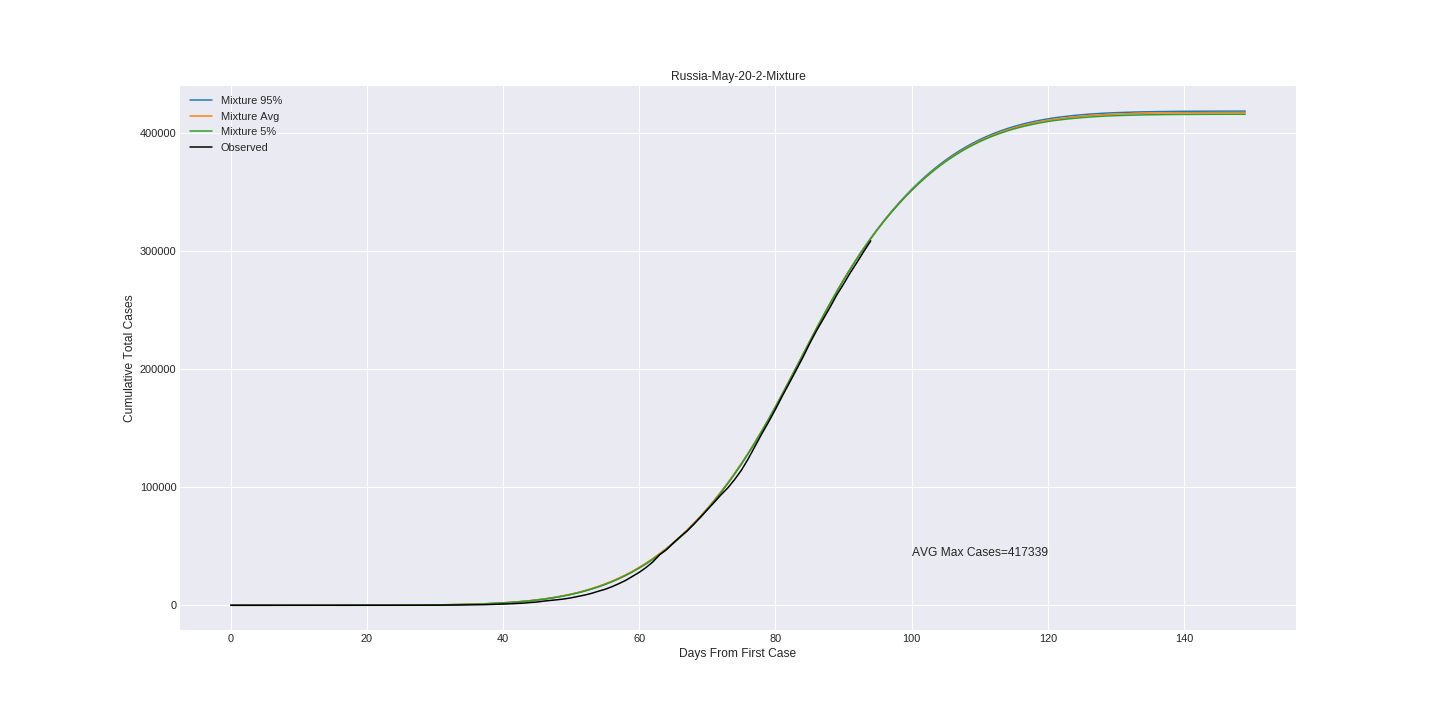 Russia-May-20-2-Mixture
Mixture 95%
Mixture Avg
Mixture 5%
Observed
400000
300000
200000
100000
0
Cumulative Total Cases
AVG Max Cases=417339
0 20 40 60 80 100 120 140
Days From First Case